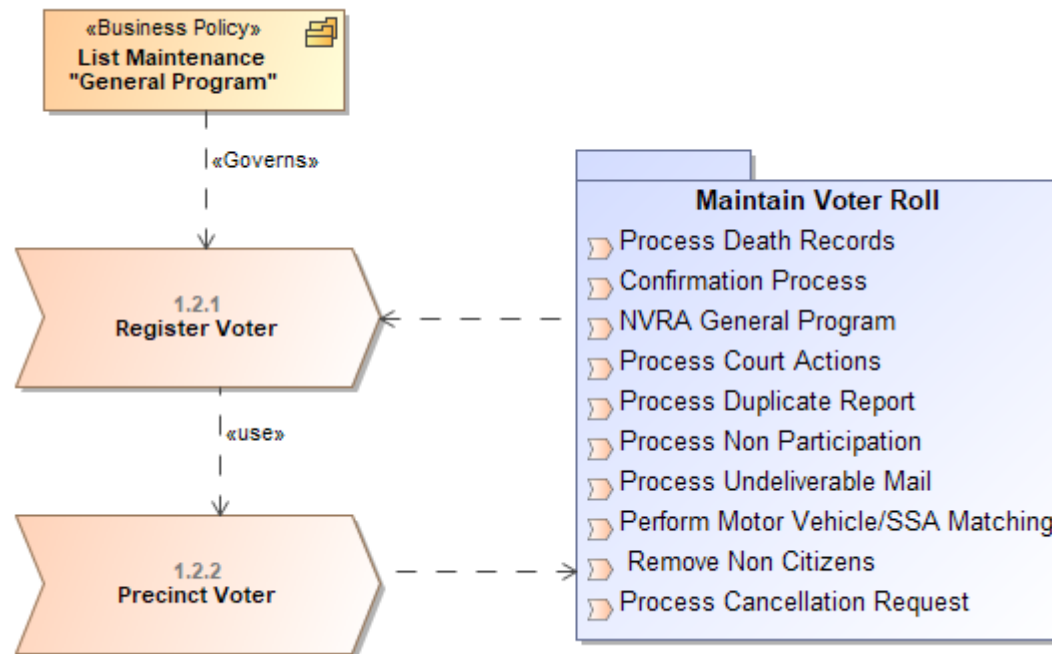 «Business Policy»
List Maintenance
"General Program"
«Governs»
1.2.1
Register Voter
«use»
1.2.2
Precinct Voter
Maintain Voter Roll
Process Death Records
Confirmation Process
NVRA General Program
Process Court Actions
Process Duplicate Report
Process Non Participation
Process Undeliverable Mail
Perform Motor Vehicle/SSA Matching
Remove Non Citizens
Process Cancellation Request